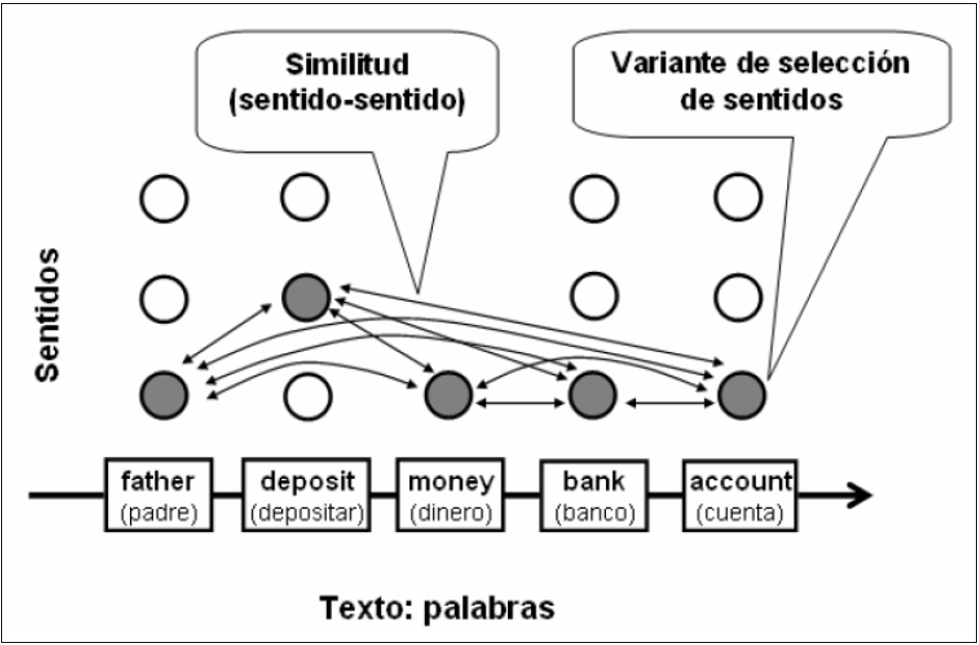 Similitud
(sentido-sentido)
Variante de selección
de sentidos
Sentidos
father
(padre)
deposit
(depositar)
money
(dinero)
bank
(banco)
account
(cuenta)
Texto: palabras